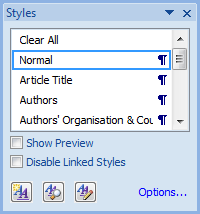 Styles
Clear All
Normal ¶
Article Title ¶
Authors ¶
Authors' Organisation & Cou ¶
Show Preview
Disable Linked Styles
Options...